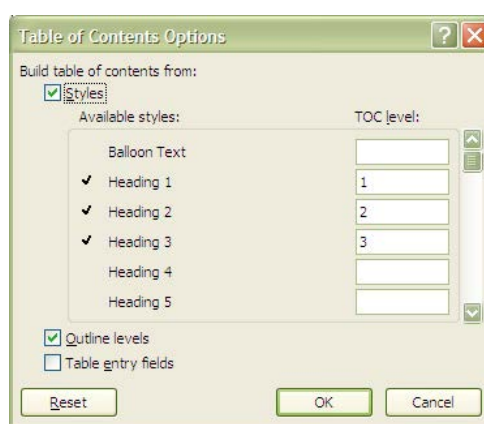 Table of Contents Options
Build table of contents from:
Styles
Available styles: TOC level:
Balloon Text
Heading 1 1
Heading 2 2
Heading 3 3
Heading 4
Heading 5
Outline levels
Table entry fields
Reset OK Cancel